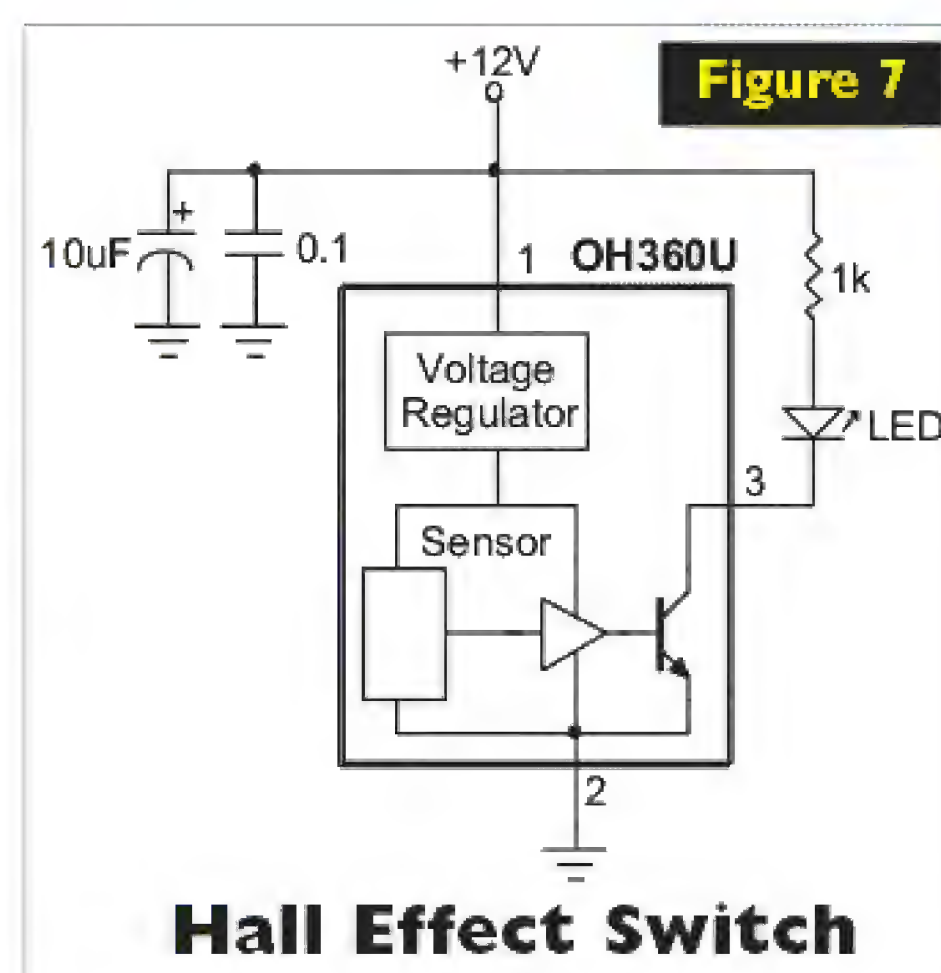 +12V
Figure 7
+
10uF
0.1
1
OH360U
1k
Voltage
Regulator
LED
3
Sensor
2
Hall Effect Switch